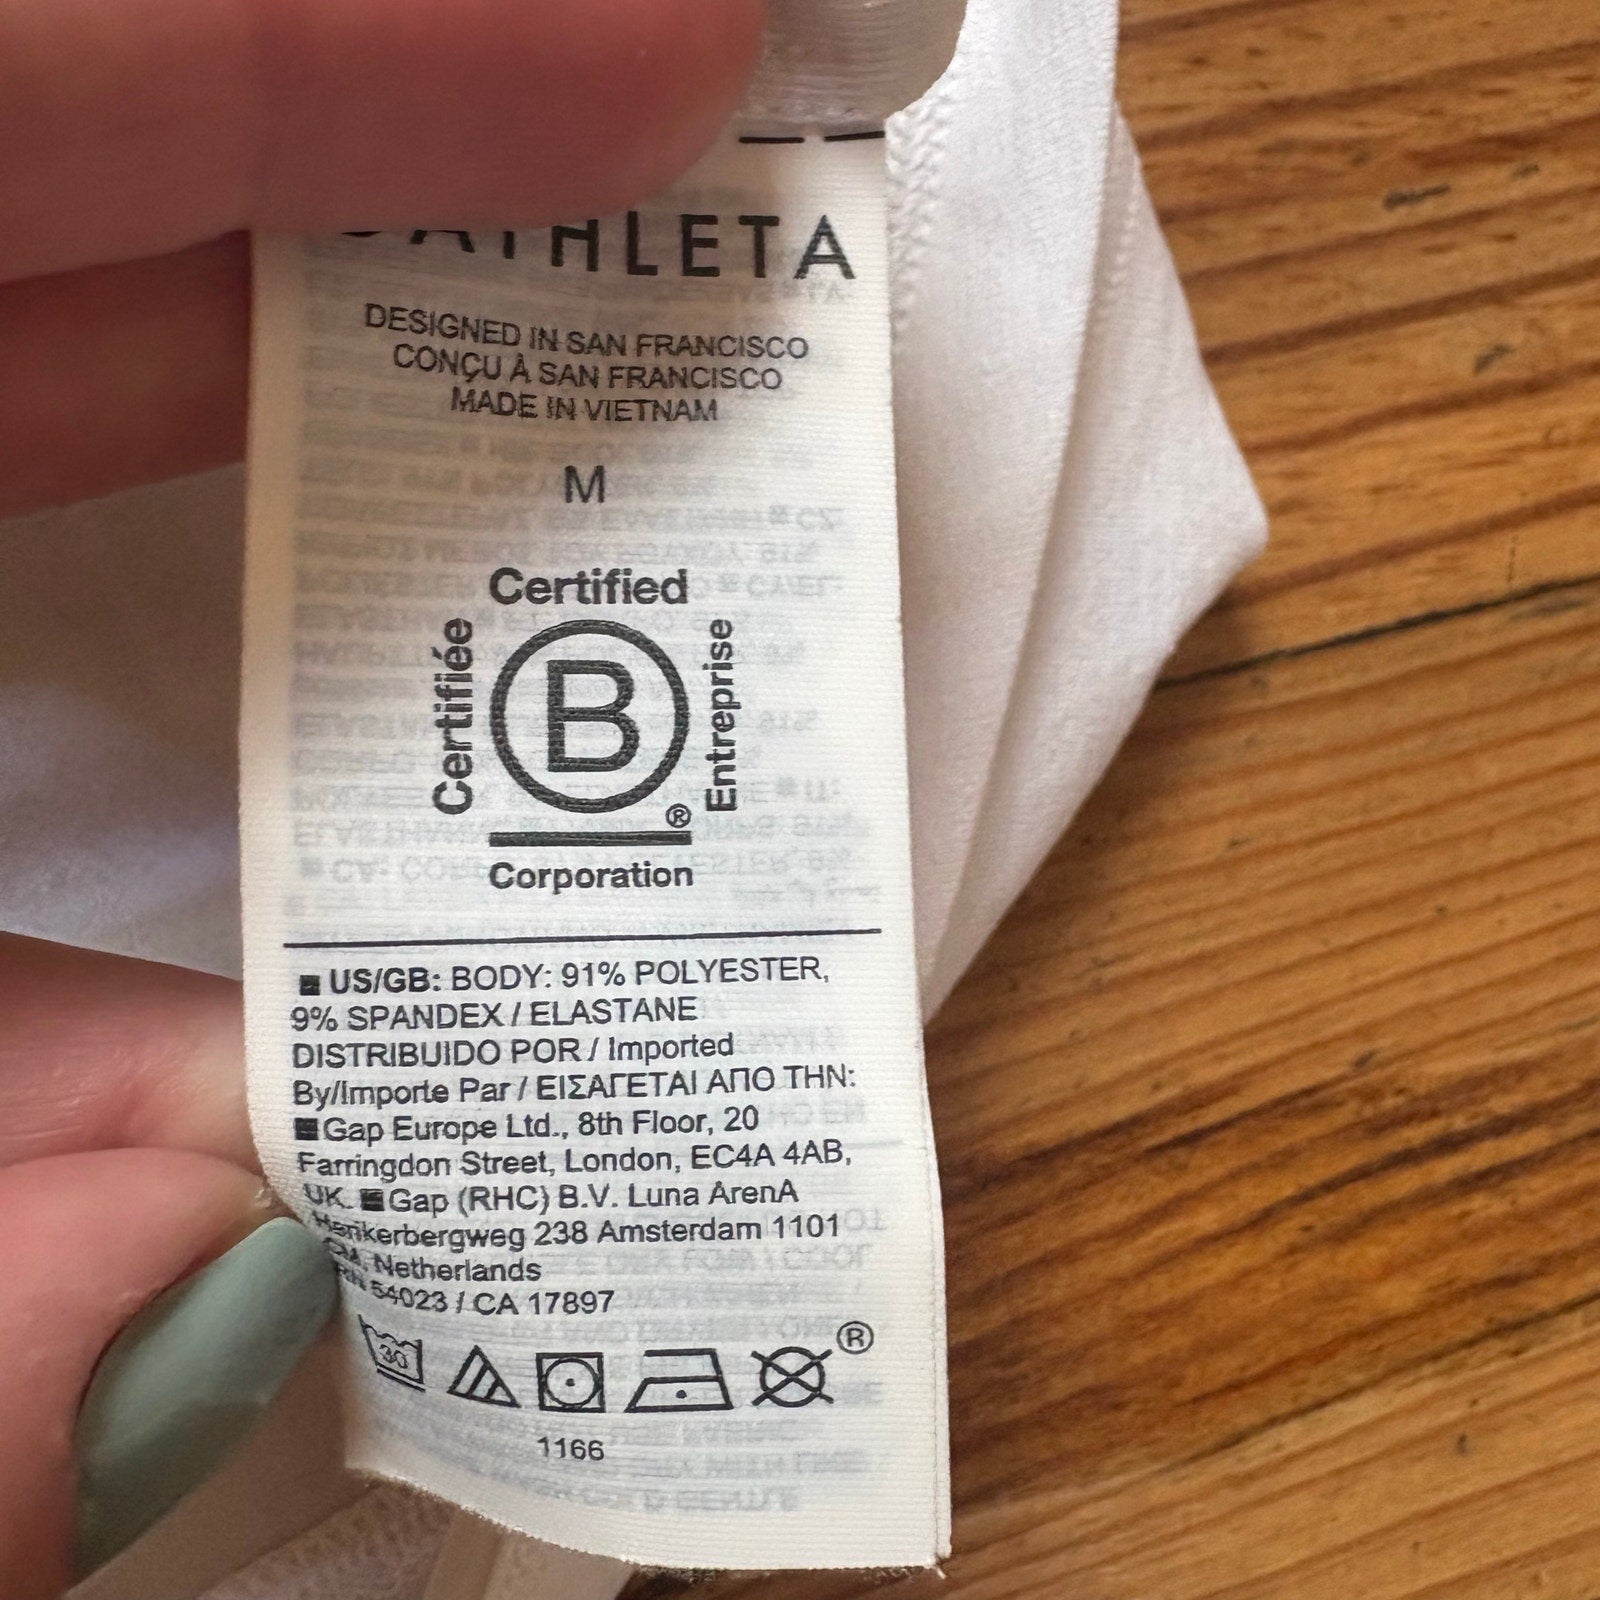 ATHLETA
DESIGNED IN SAN FRANCISCO
CONÇU À SAN FRANCISCO
MADE IN VIETNAM
M
Certified
Certifiée
B
Entreprise
®
Corporation
■ US/GB: BODY: 91% POLYESTER,
9% SPANDEX / ELASTANE
DISTRIBUIDO POR / Imported
By/Importe Par / ΕΙΣΑΓΕΤΑΙ ΑΠΟ ΤΗΝ:
■Gap Europe Ltd., 8th Floor, 20
Farringdon Street, London, EC4A 4AB,
UK. ■Gap (RHC) B.V. Luna ArenA
Herikerbergweg 238 Amsterdam 1101
CM, Netherlands
RN 54023 / CA 17897
30
®
1166